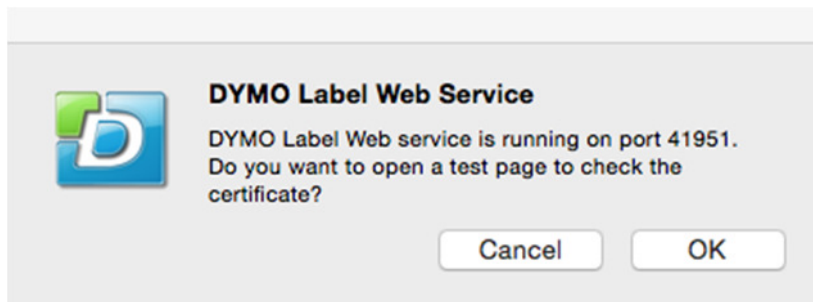 DYMO Label Web Service
DYMO Label Web service is running on port 41951.
Do you want to open a test page to check the
certificate?
Cancel OK